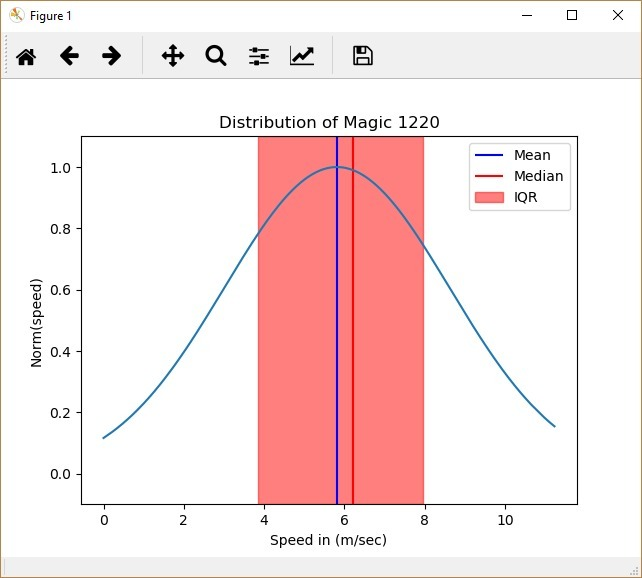 Figure 1
Distribution of Magic 1220
Mean
Median
IQR
1.0
0.8
0.6
0.4
0.2
0.0
Norm(speed)
0 2 4 6 8 10
Speed in (m/sec)